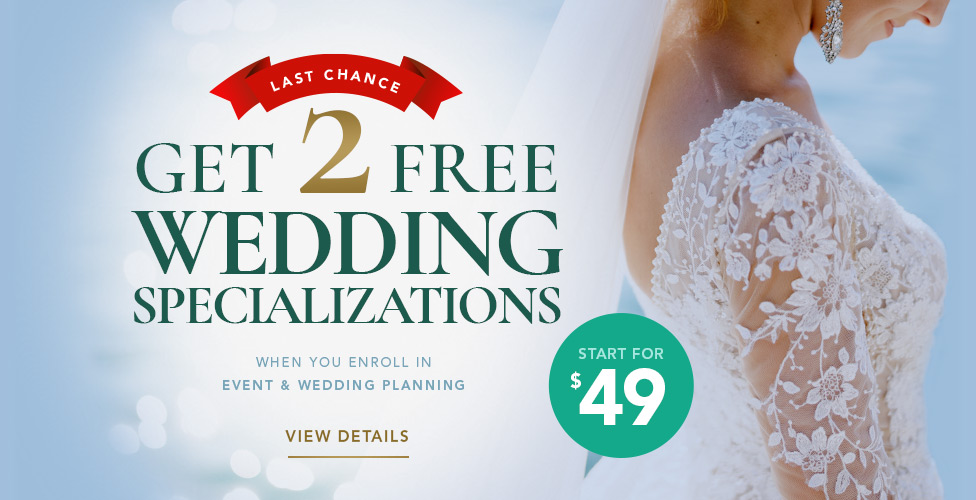 LAST CHANCE
GET 2 FREE
WEDDING
SPECIALIZATIONS
WHEN YOU ENROLL IN
EVENT & WEDDING PLANNING
VIEW DETAILS
START FOR
$49